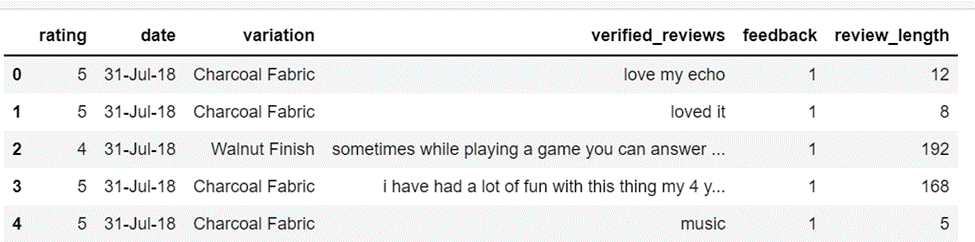 rating date variation verified_reviews feedback review_length
0 5 31-Jul-18 Charcoal Fabric love my echo 1 12
1 5 31-Jul-18 Charcoal Fabric loved it 1 8
2 4 31-Jul-18 Walnut Finish sometimes while playing a game you can answer ... 1 192
3 5 31-Jul-18 Charcoal Fabric i have had a lot of fun with this thing my 4 y... 1 168
4 5 31-Jul-18 Charcoal Fabric music 1 5